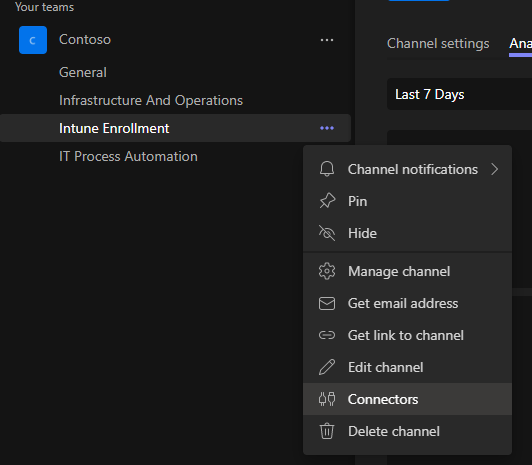 Your teams
C
Contoso
General
Infrastructure And Operations
Intune Enrollment
IT Process Automation
Channel settings
Ana
Last 7 Days
Channel notifications
Pin
Hide
Manage channel
Get email address
Get link to channel
Edit channel
Connectors
Delete channel